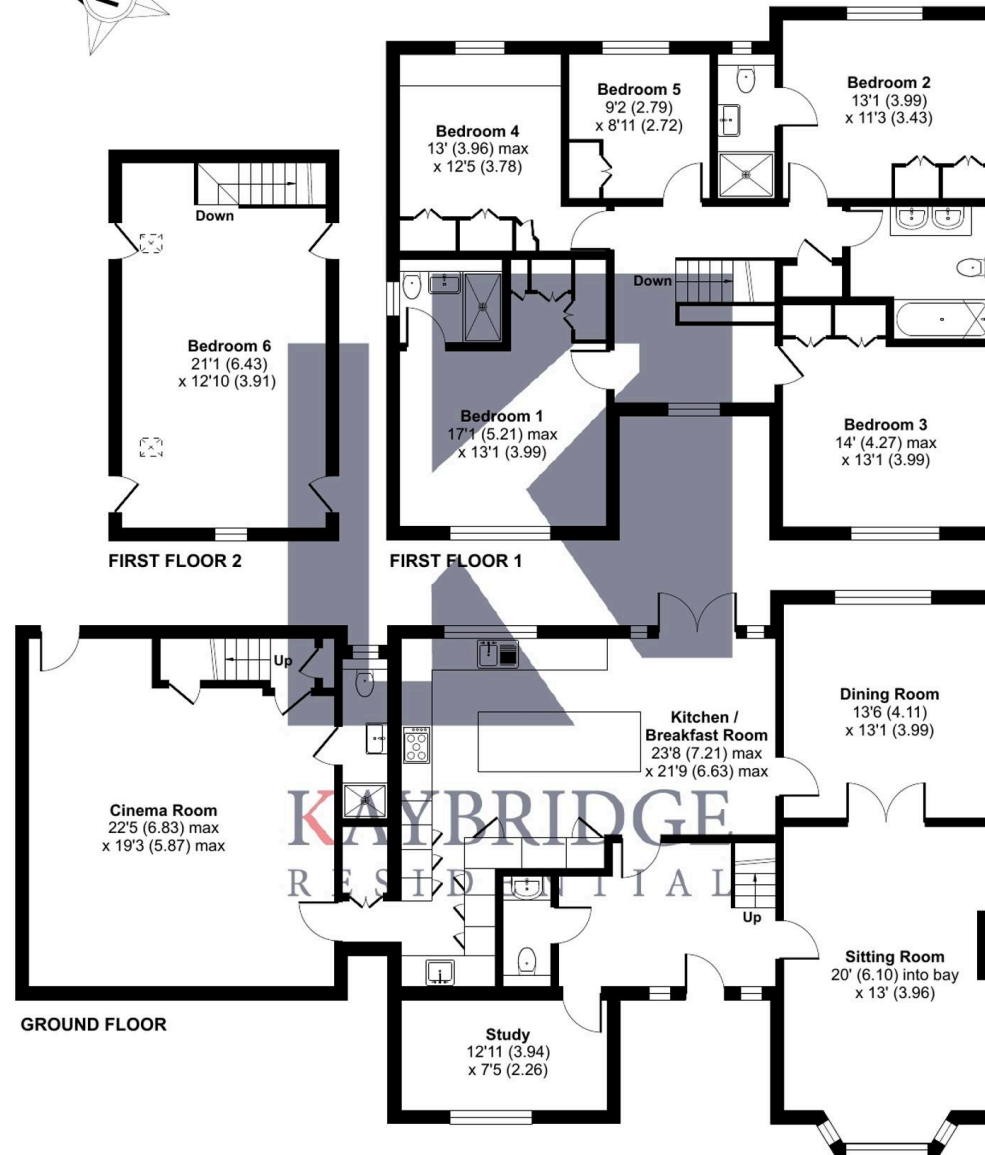 Bedroom 2
13'1 (3.99)
x 11'3 (3.43)
Bedroom 5
9'2 (2.79)
x 8'11 (2.72)
Bedroom 4
13' (3.96) max
x 12'5 (3.78)
Down
Down
Bedroom 6
21'1 (6.43)
x 12'10 (3.91)
Bedroom 1
17'1 (5.21) max
x 13'1 (3.99)
Bedroom 3
14' (4.27) max
x 13'1 (3.99)
FIRST FLOOR 2
FIRST FLOOR 1
Up
Kitchen /
Breakfast Room
23'8 (7.21) max
x 21'9 (6.63) max
Dining Room
13'6 (4.11)
x 13'1 (3.99)
Cinema Room
22'5 (6.83) max
x 19'3 (5.87) max
KAYBRIDGE
RESIDENTIAL
Up
Sitting Room
20' (6.10) into bay
x 13' (3.96)
GROUND FLOOR
Study
12'11 (3.94)
x 7'5 (2.26)